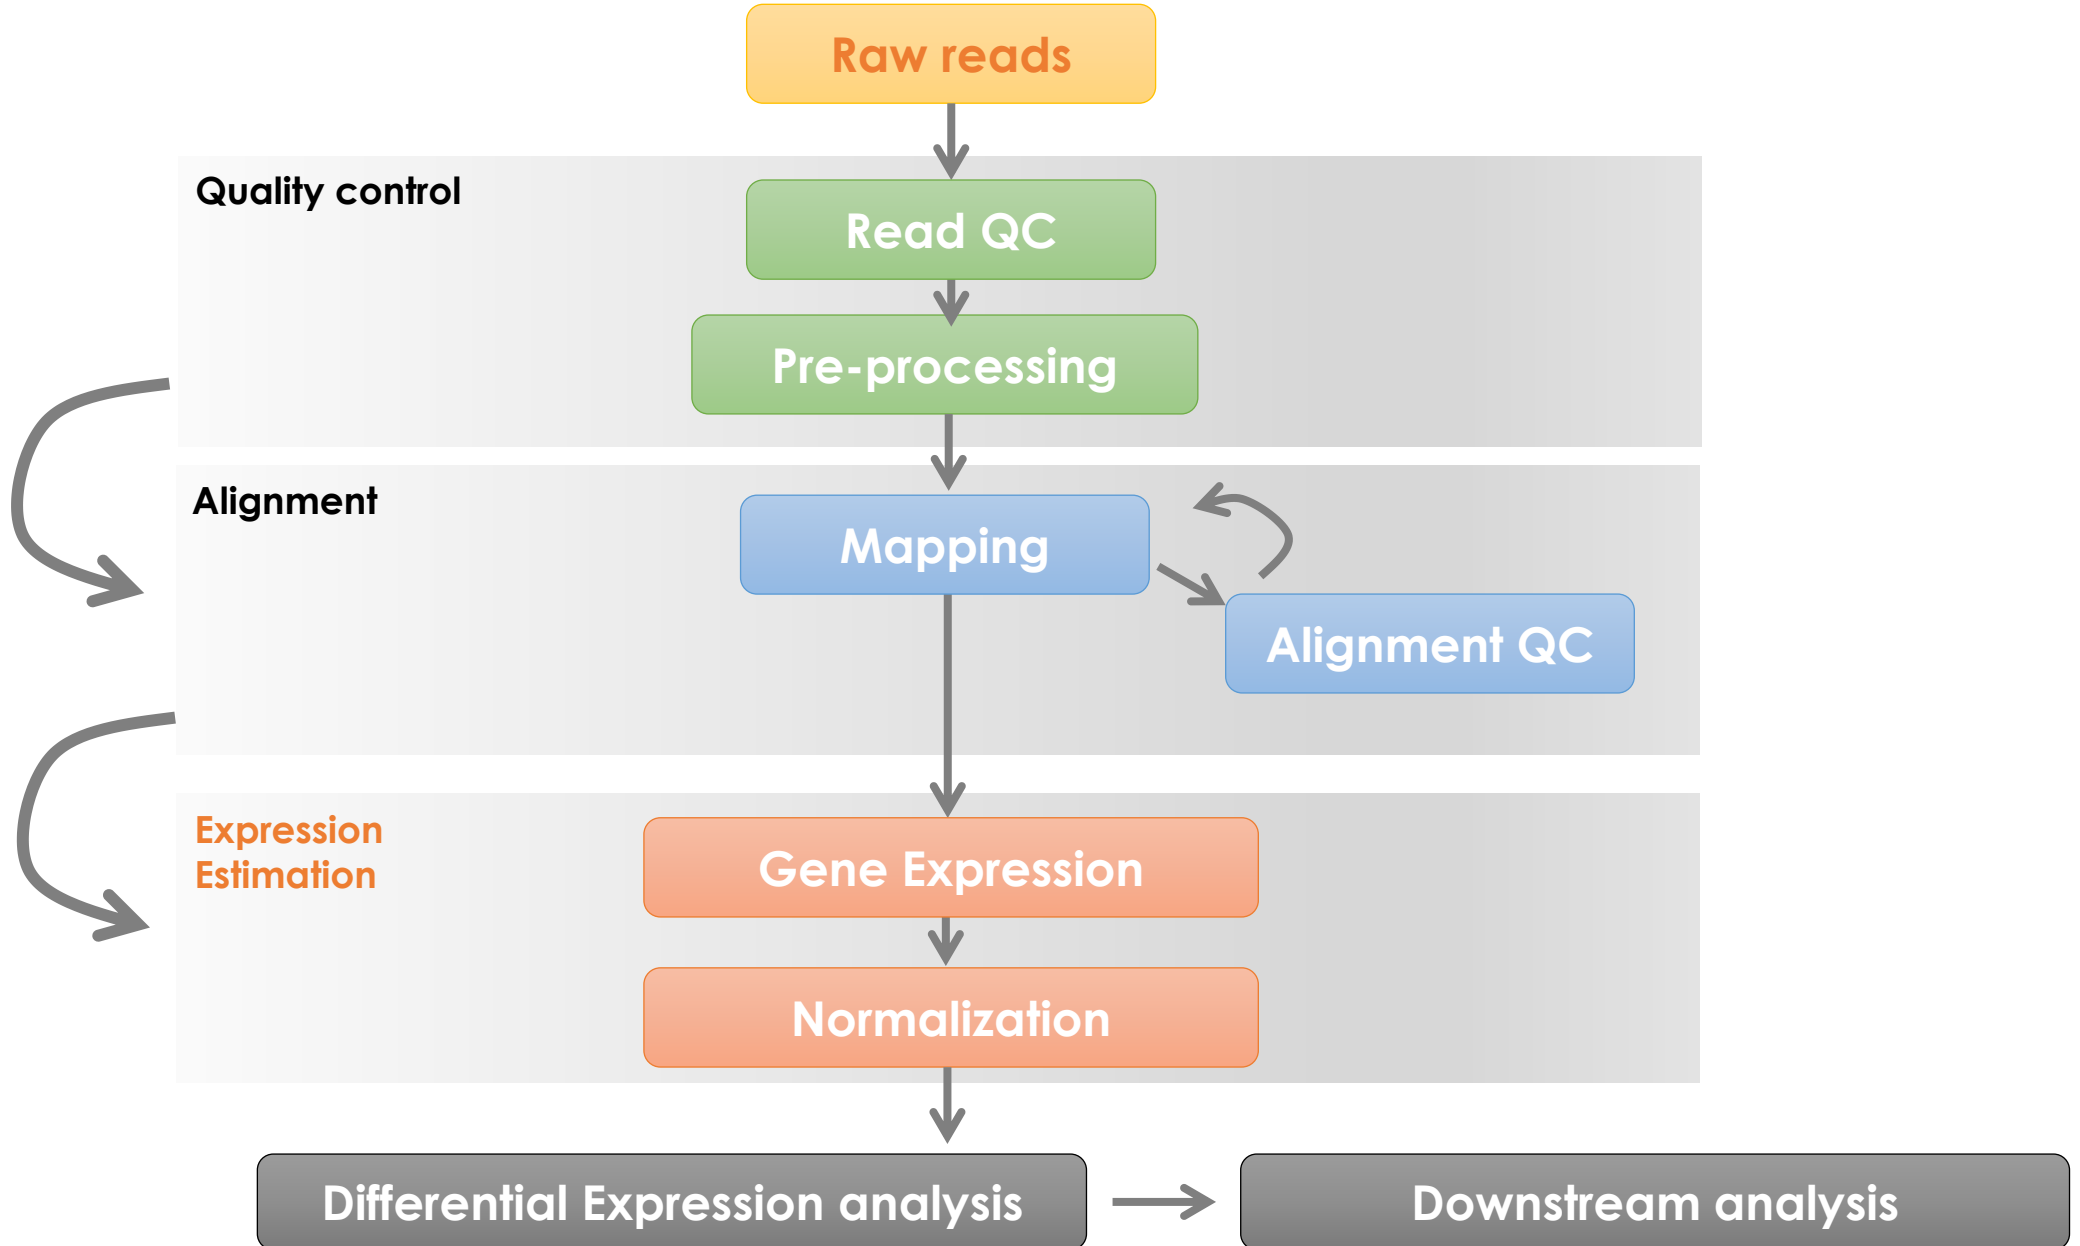 Raw reads
Quality control
Read QC
Pre-processing
Alignment
Mapping
Alignment QC
Expression
Estimation
Gene Expression
Normalization
Differential Expression analysis
Downstream analysis